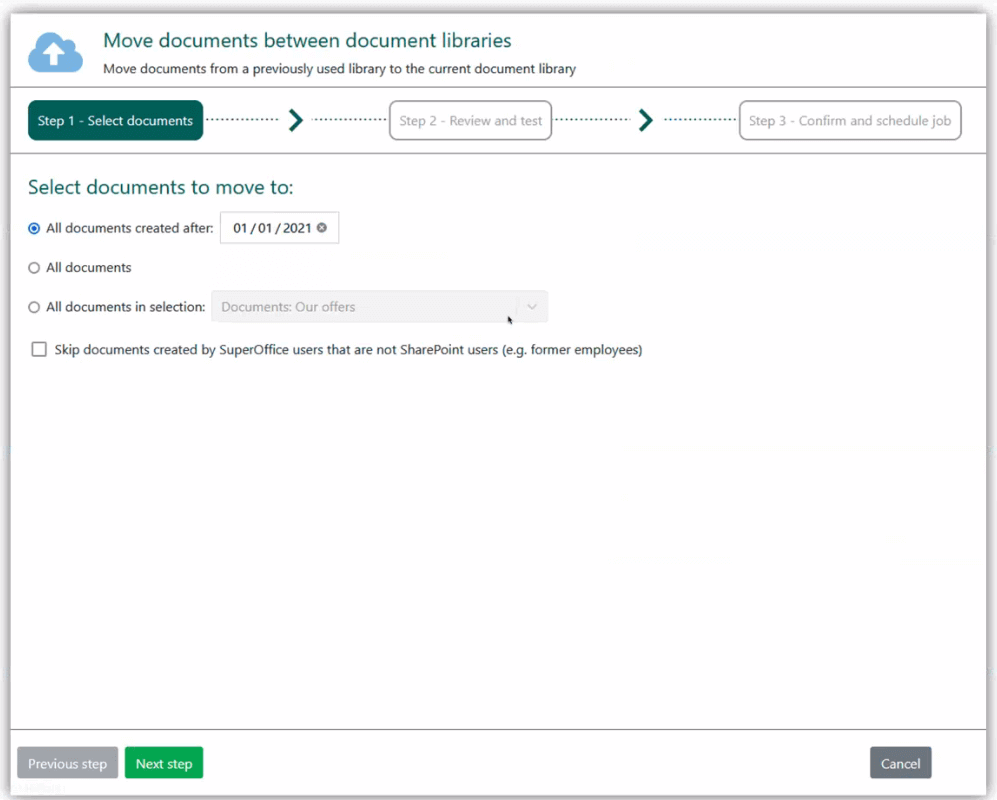 Move documents between document libraries
Move documents from a previously used library to the current document library
Step 1 - Select documents
Step 2 - Review and test
Step 3 - Confirm and schedule job
Select documents to move to:
All documents created after: 01/01/2021
All documents
All documents in selection: Documents: Our offers
Skip documents created by SuperOffice users that are not SharePoint users (e.g. former employees)
Previous step
Next step
Cancel